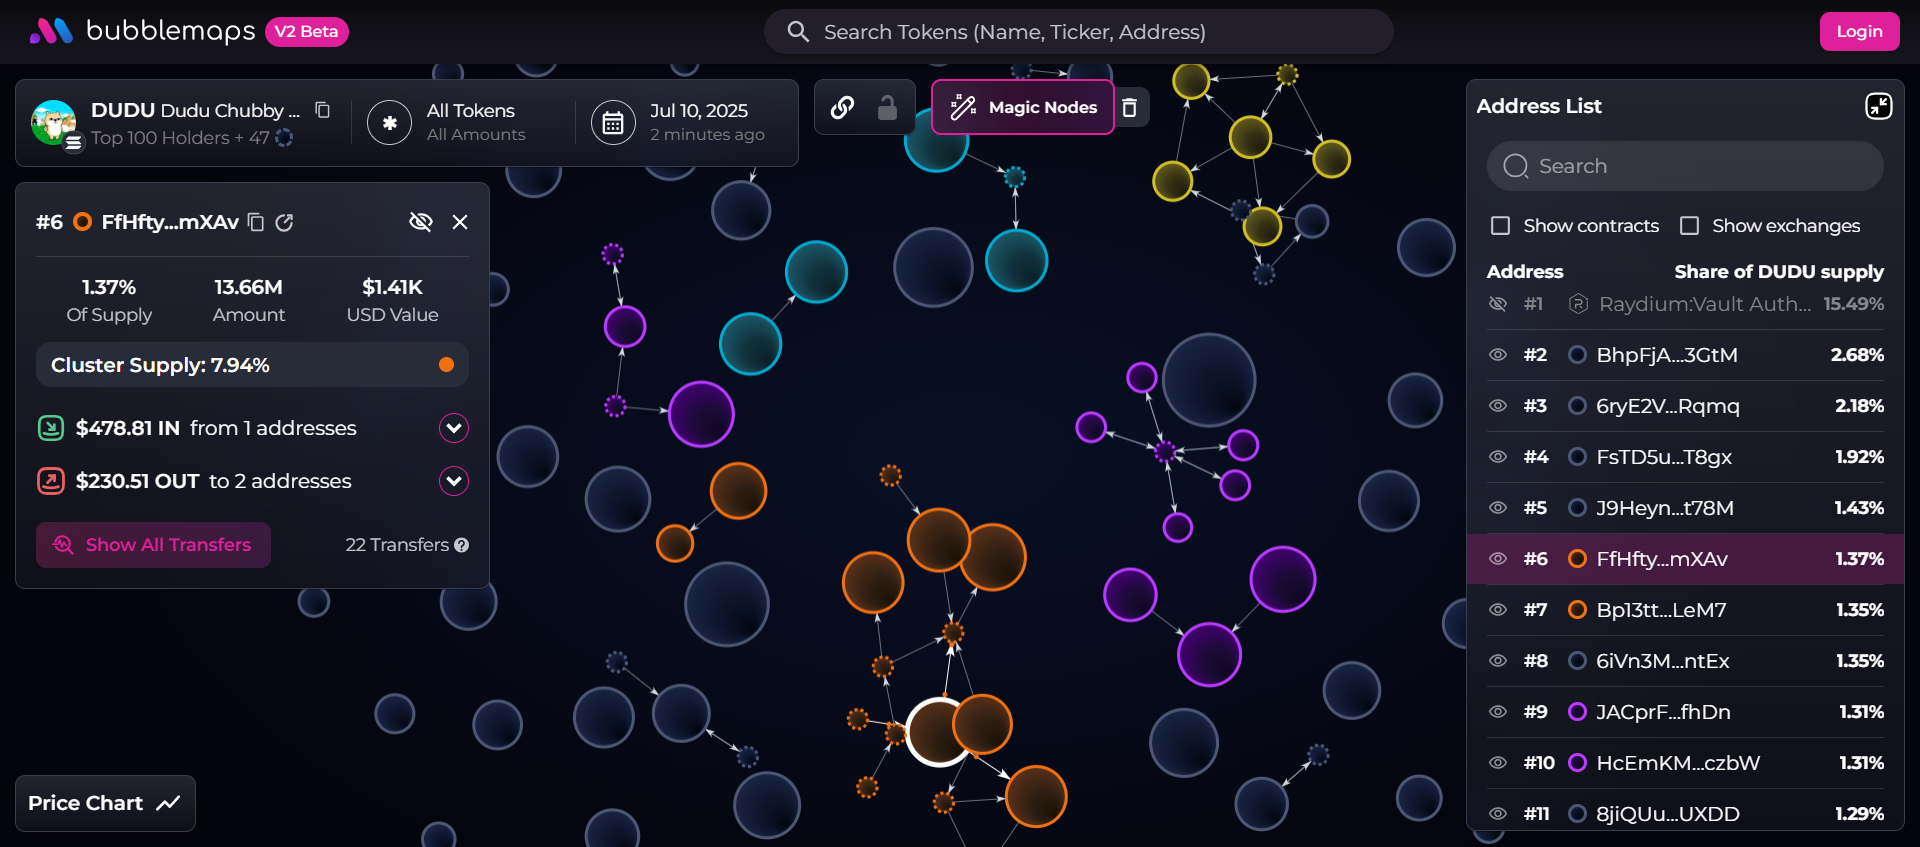 bubblemaps V2 Beta
Search Tokens (Name, Ticker, Address)
Login
DUDU Dudu Chubby ...
Top 100 Holders + 47
All Tokens
All Amounts
Jul 10, 2025
2 minutes ago
Magic Nodes
#6 FfHfty...mXAv
1.37%
Of Supply
13.66M
Amount
$1.41K
USD Value
Cluster Supply: 7.94%
$478.81 IN from 1 addresses
$230.51 OUT to 2 addresses
Show All Transfers
22 Transfers ?
Price Chart
Address List
Search
Show contracts
Show exchanges
Address Share of DUDU supply
#1 Raydium:Vault Auth... 15.49%
#2 BhpFjA...3GtM 2.68%
#3 6ryE2V...Rqmq 2.18%
#4 FsTD5u...T8gx 1.92%
#5 J9Heyn...t78M 1.43%
#6 FfHfty...mXAv 1.37%
#7 Bp13tt...LeM7 1.35%
#8 6iVn3M...ntEx 1.35%
#9 JACprF...fhDn 1.31%
#10 HcEmKM...czbW 1.31%
#11 8jiQUu...UXDD 1.29%